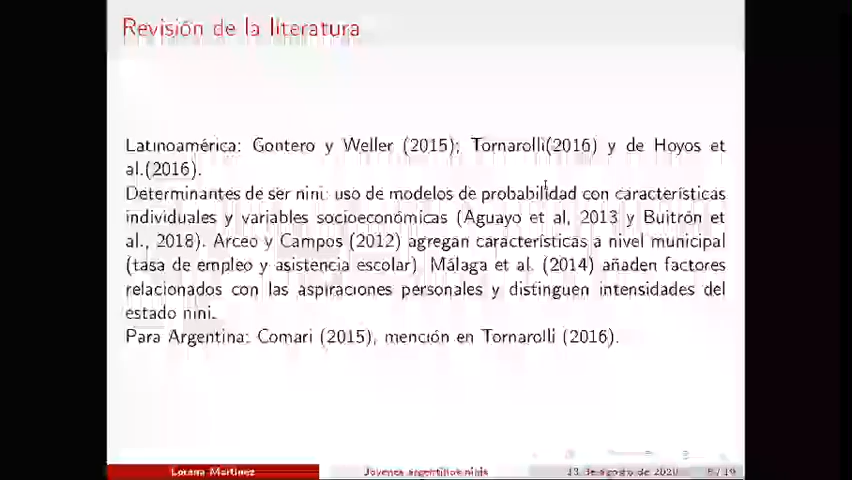 Revisión de la literatura
Latinoamérica: Gontero y Weller (2015); Tornarolli(2016) y de Hoyos et
al.(2016).
Determinantes de ser nini: uso de modelos de probabilidad con características
individuales y variables socioeconómicas (Aguayo et al, 2013 y Buitrón et
al., 2018). Arceo y Campos (2012) agregan características a nivel municipal
(tasa de empleo y asistencia escolar). Málaga et al. (2014) añaden factores
relacionados con las aspiraciones personales y distinguen intensidades del
estado nini.
Para Argentina: Comari (2015), mención en Tornarolli (2016).
Lorena Martinez Jóvenes argentinos ninis 13 de agosto de 2020 / 19